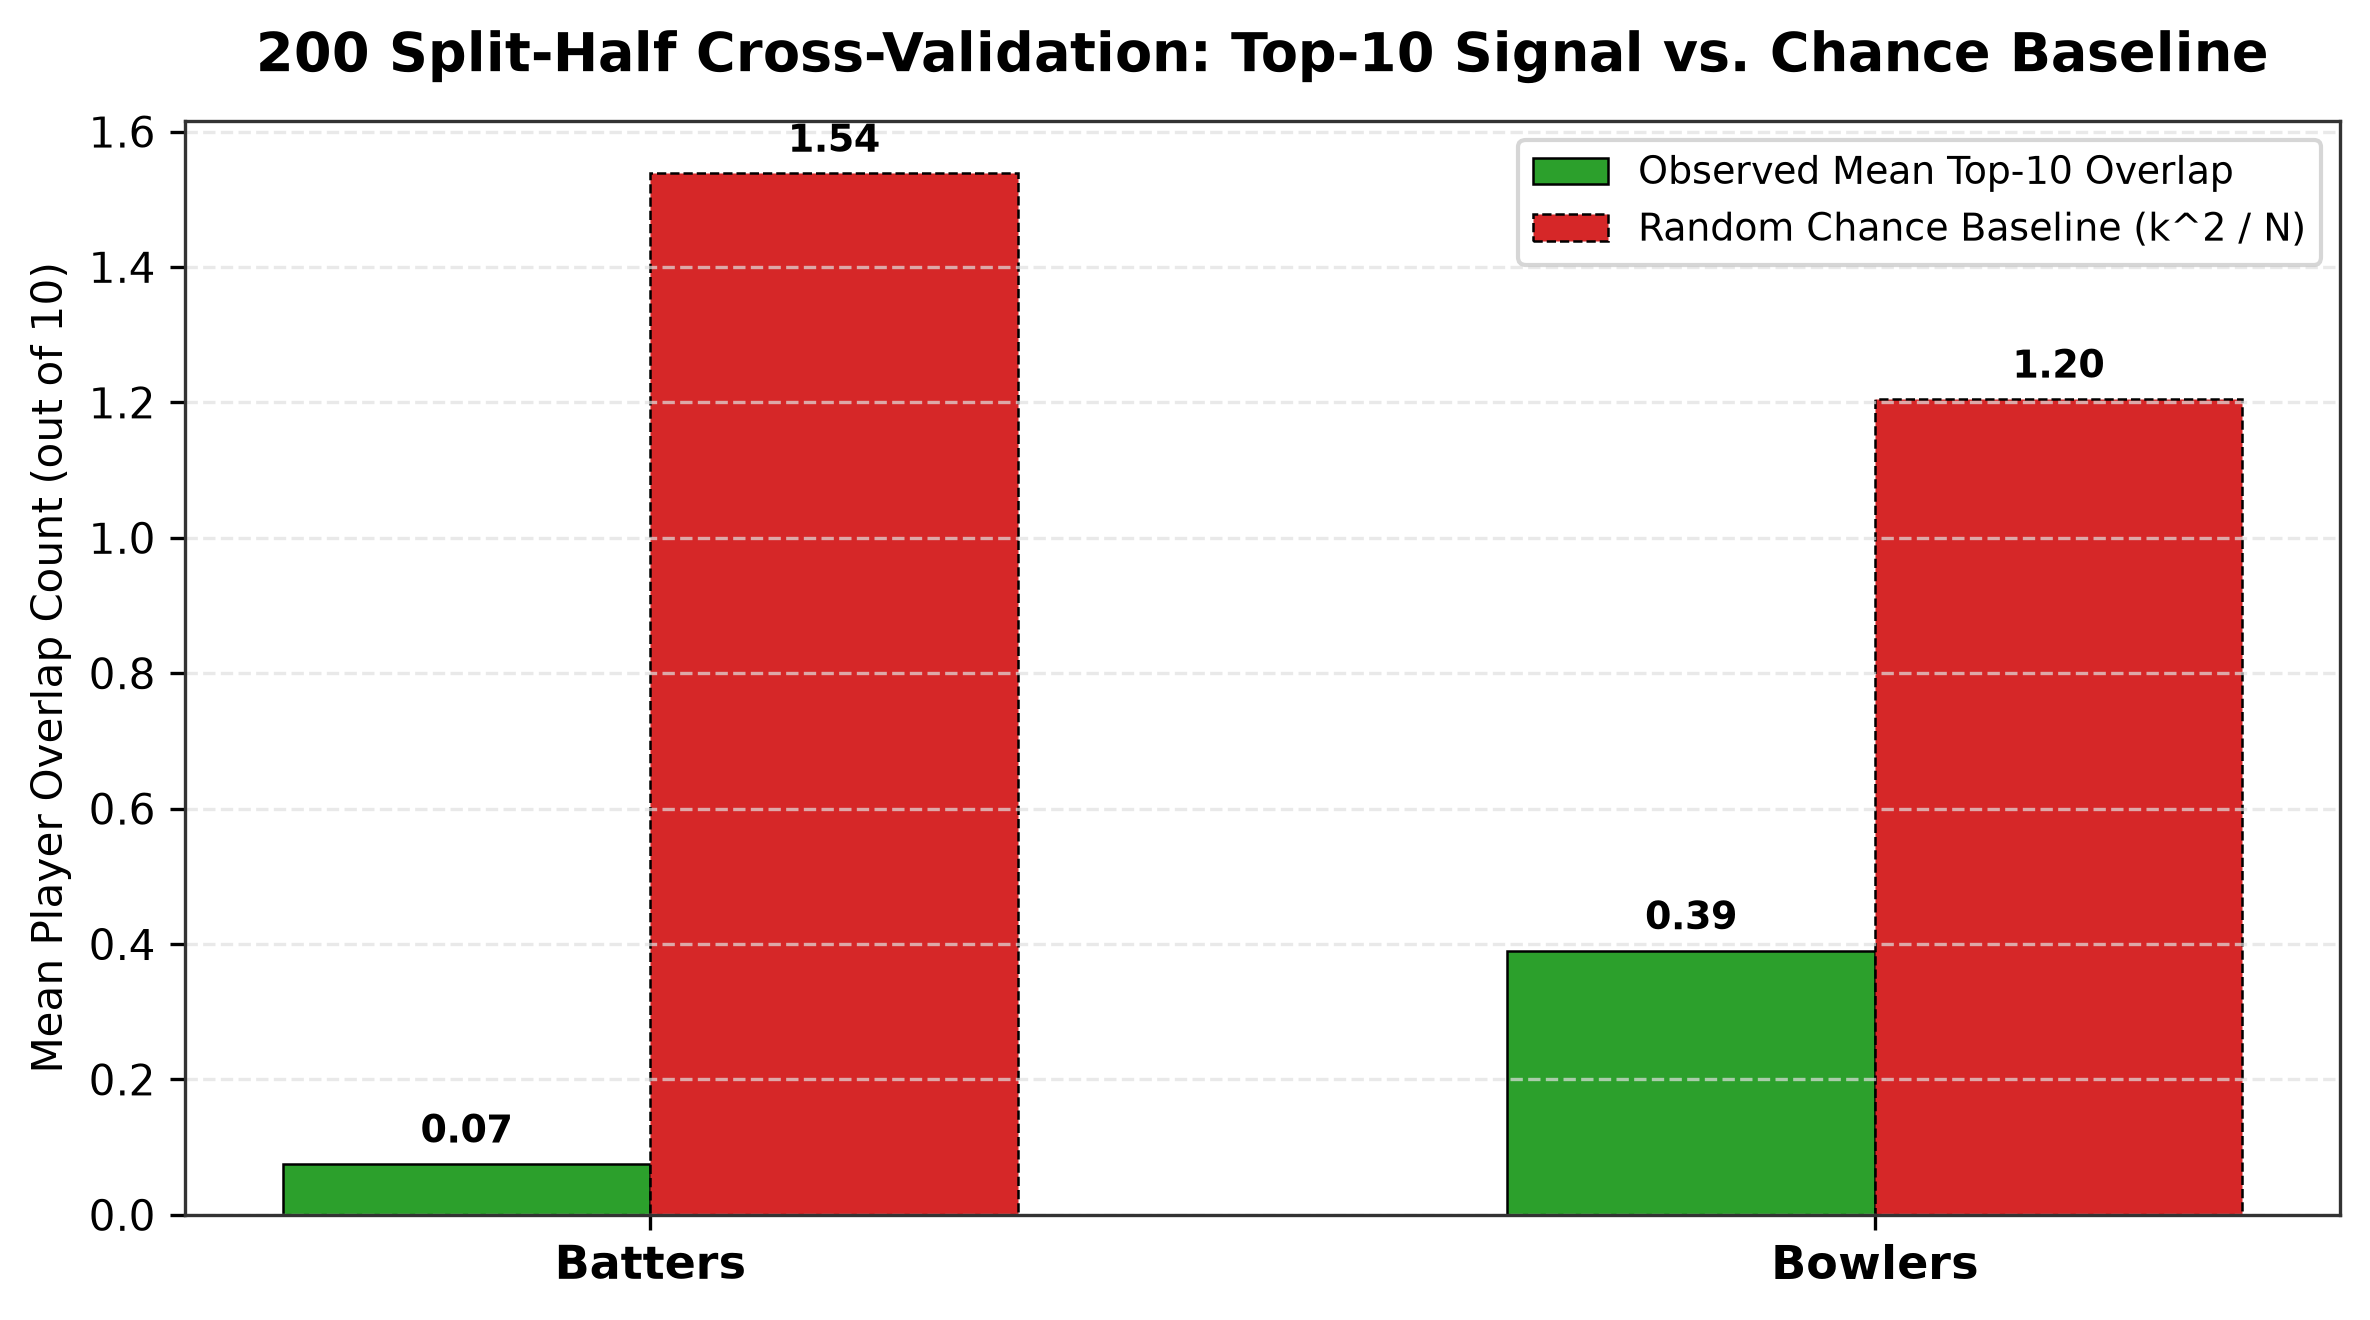 200 Split-Half Cross-Validation: Top-10 Signal vs. Chance Baseline
Mean Player Overlap Count (out of 10)
1.6
1.4
1.2
1.0
0.8
0.6
0.4
0.2
0.0
Observed Mean Top-10 Overlap
Random Chance Baseline (k^2 / N)
0.07
1.54
0.39
1.20
Batters
Bowlers